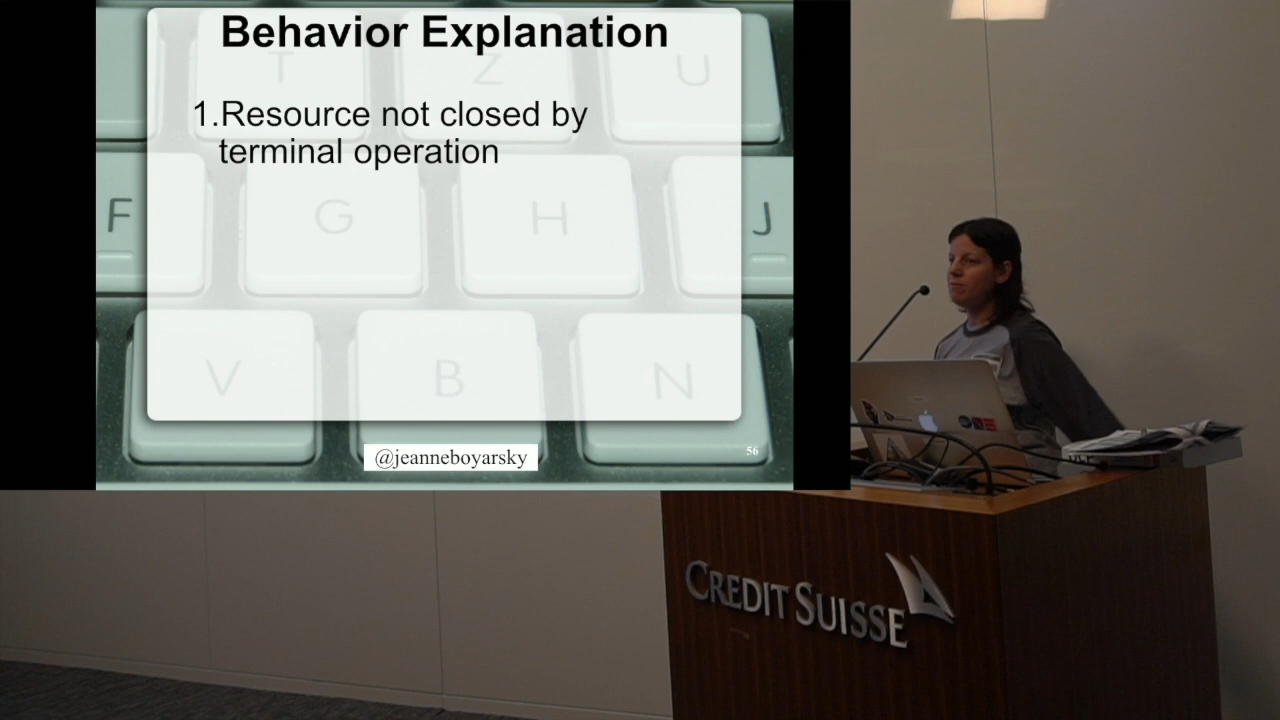 Behavior Explanation
1.Resource not closed by
terminal operation
T
Z
U
F
G
H
J
V
B
N
@jeanneboyarsky
56
CREDIT SUISSE